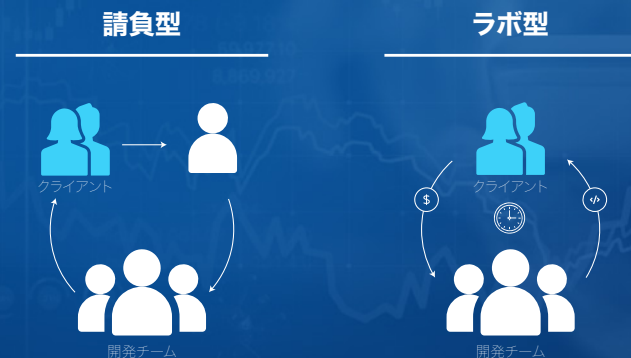 請負型
ラボ型
クライアント
クライアント
$
</>
開発チーム
開発チーム